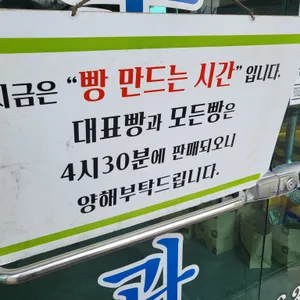 지금은 "빵 만드는 시간" 입니다.
대표빵과 모든빵은
4시30분에 판매되오니
양해부탁드립니다.
과